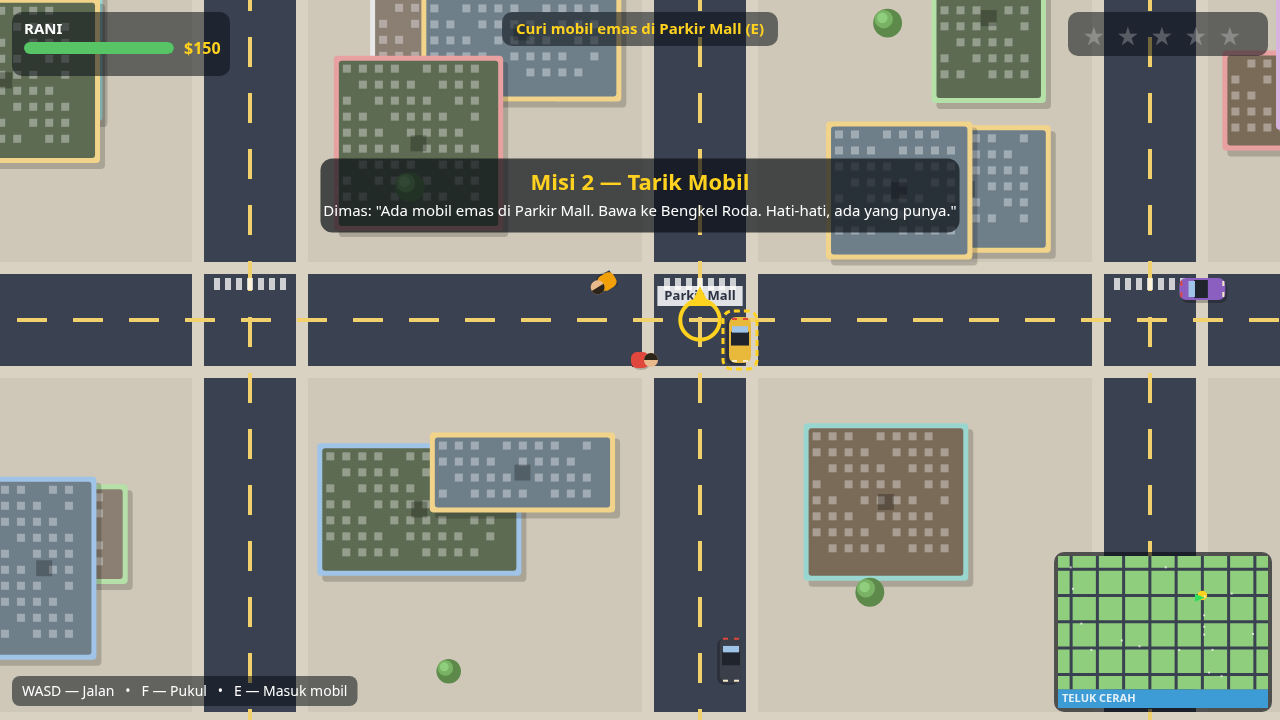 RANI
$150
Curi mobil emas di Parkir Mall (E)
★ ★ ★ ★ ★
Misi 2 — Tarik Mobil
Dimas: "Ada mobil emas di Parkir Mall. Bawa ke Bengkel Roda. Hati-hati, ada yang punya."
Parkir Mall
WASD — Jalan • F — Pukul • E — Masuk mobil
TELUK CERAH